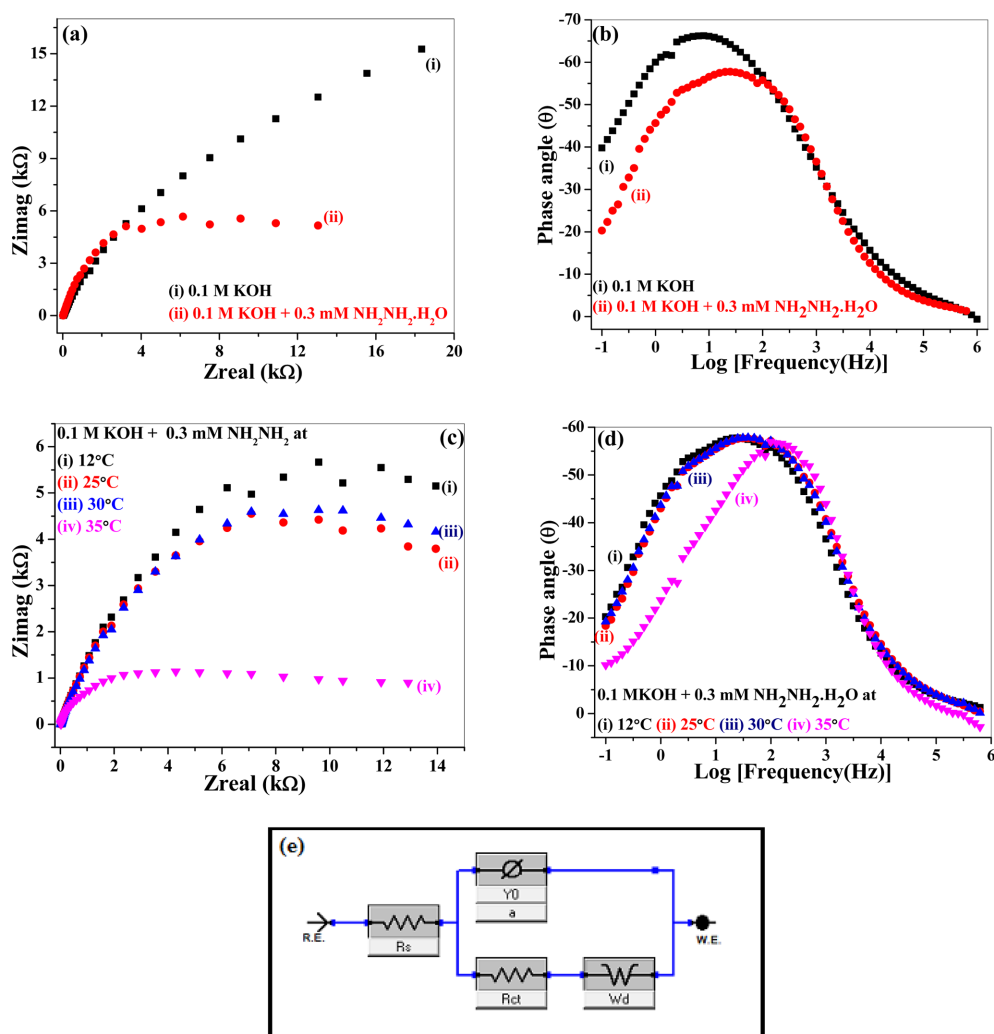 (a)
(i)
(ii)
(i) 0.1 M KOH
(ii) 0.1 M KOH + 0.3 mM NH₂NH₂.H₂O
Zimag (kΩ)
15
12
9
6
3
0
0 4 8 12 16 20
Zreal (kΩ)
(b)
(i)
(ii)
(i) 0.1 M KOH
(ii) 0.1 M KOH + 0.3 mM NH₂NH₂.H₂O
Phase angle (θ)
-70
-60
-50
-40
-30
-20
-10
0
-1 0 1 2 3 4 5 6
Log [Frequency(Hz)]
0.1 M KOH + 0.3 mM NH₂NH₂ at
(c)
(i) 12°C
(ii) 25°C
(iii) 30°C
(iv) 35°C
(i)
(iii)
(ii)
(iv)
Zimag (kΩ)
6
5
4
3
2
1
0
0 2 4 6 8 10 12 14
Zreal (kΩ)
(d)
(iii)
(iv)
(i)
(ii)
0.1 MKOH + 0.3 mM NH₂NH₂.H₂O at
(i) 12°C (ii) 25°C (iii) 30°C (iv) 35°C
Phase angle (θ)
-60
-50
-40
-30
-20
-10
-0
-1 0 1 2 3 4 5 6
Log [Frequency(Hz)]
(e)
Y0
a
R.E.
Rs
W.E.
Rct
Wd